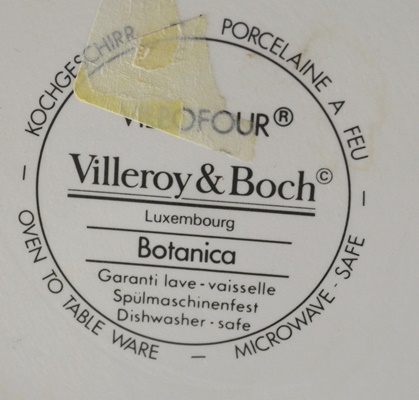 KOCHGESCHIRR
PORCELAINE A FEU
VILBOFOUR®
Villeroy & Boch©
Luxembourg
Botanica
Garanti lave - vaisselle
Spülmaschinenfest
Dishwasher - safe
OVEN TO TABLE WARE
MICROWAVE - SAFE